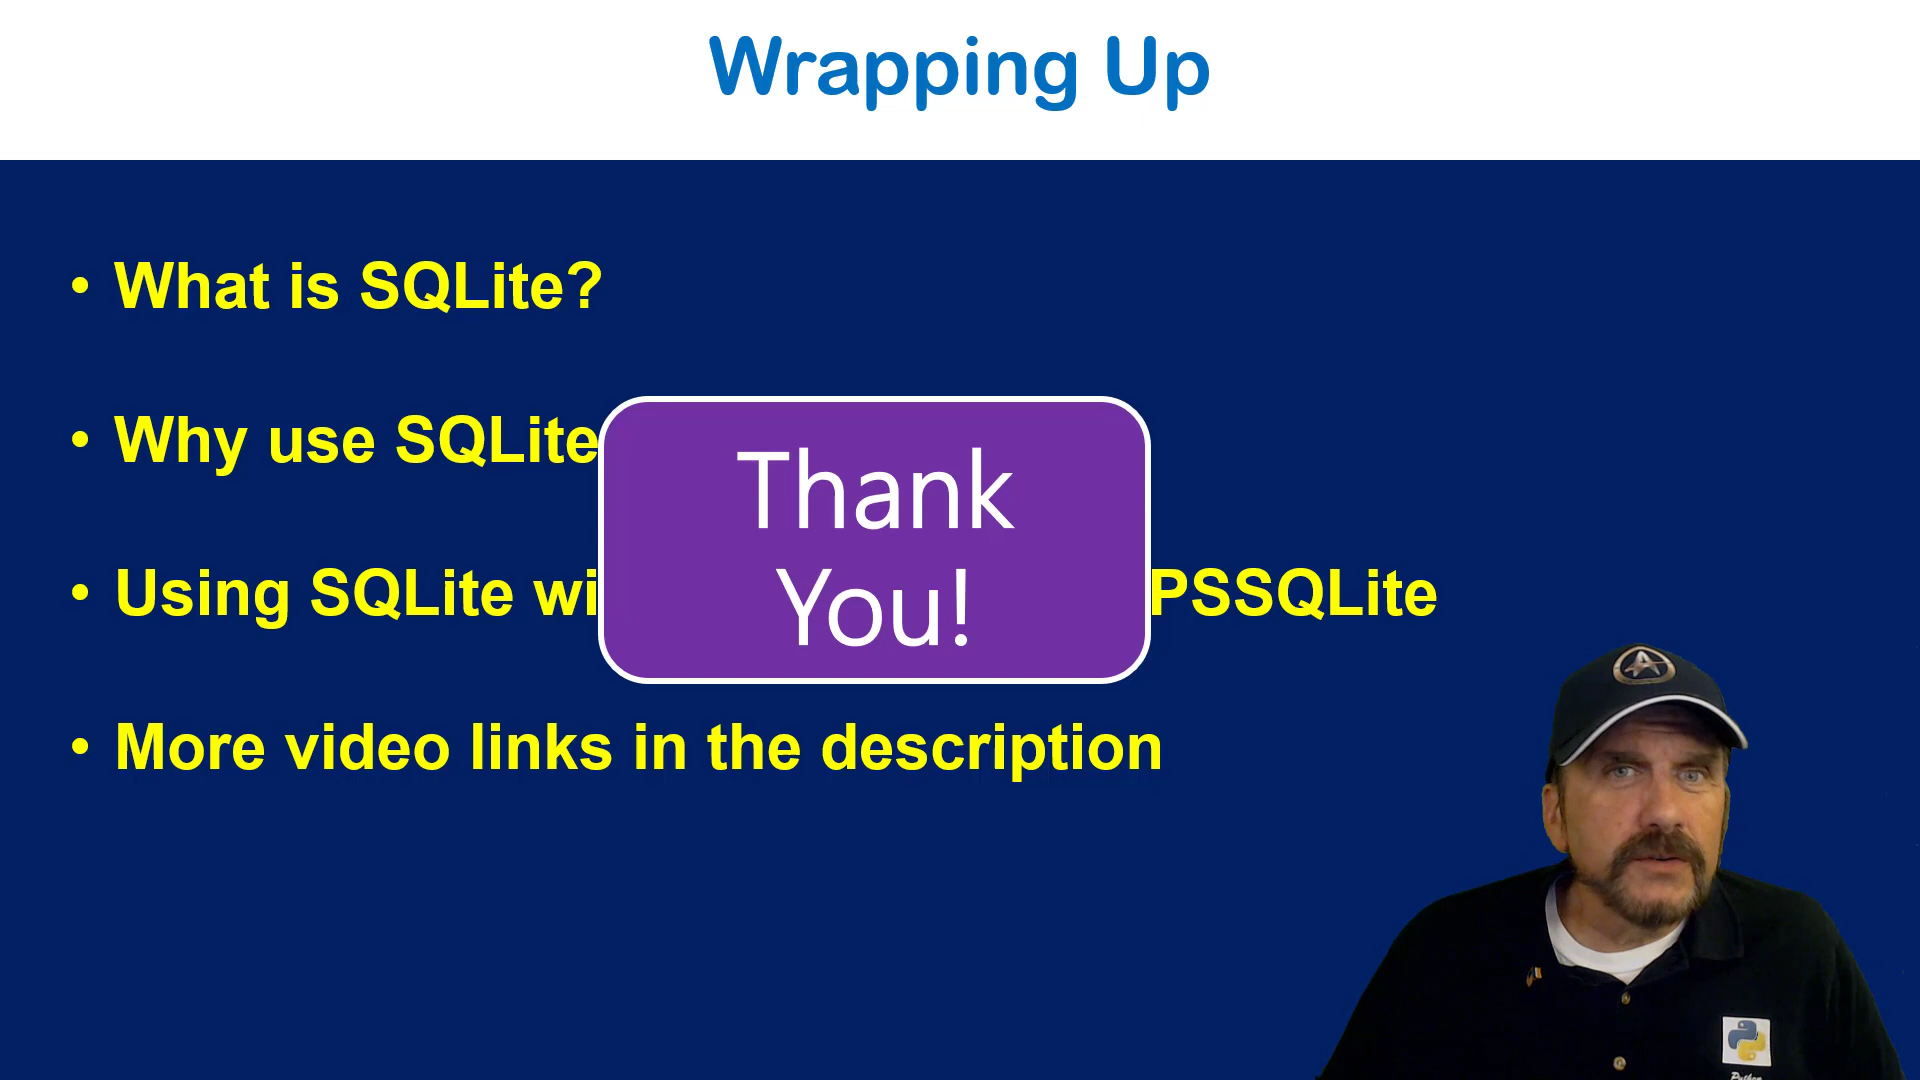 Wrapping Up
• What is SQLite?
• Why use SQLite
Thank
You!
• Using SQLite wi PSSQLite
• More video links in the description
Python